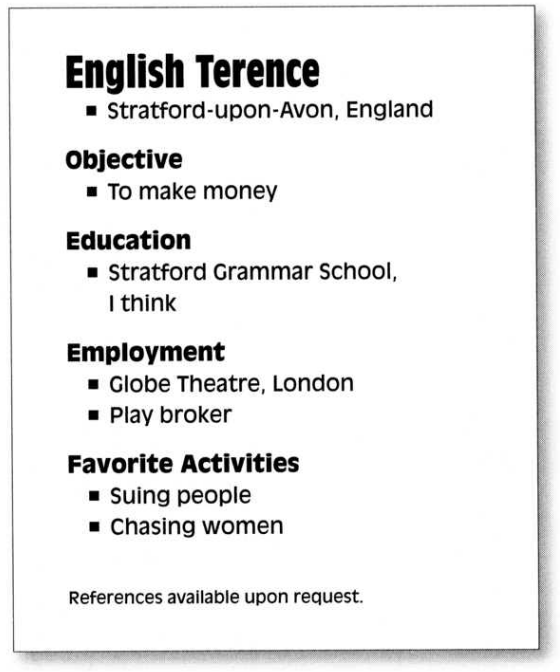 English Terence
▪ Stratford-upon-Avon, England
Objective
▪ To make money
Education
▪ Stratford Grammar School,
I think
Employment
▪ Globe Theatre, London
▪ Play broker
Favorite Activities
▪ Suing people
▪ Chasing women
References available upon request.